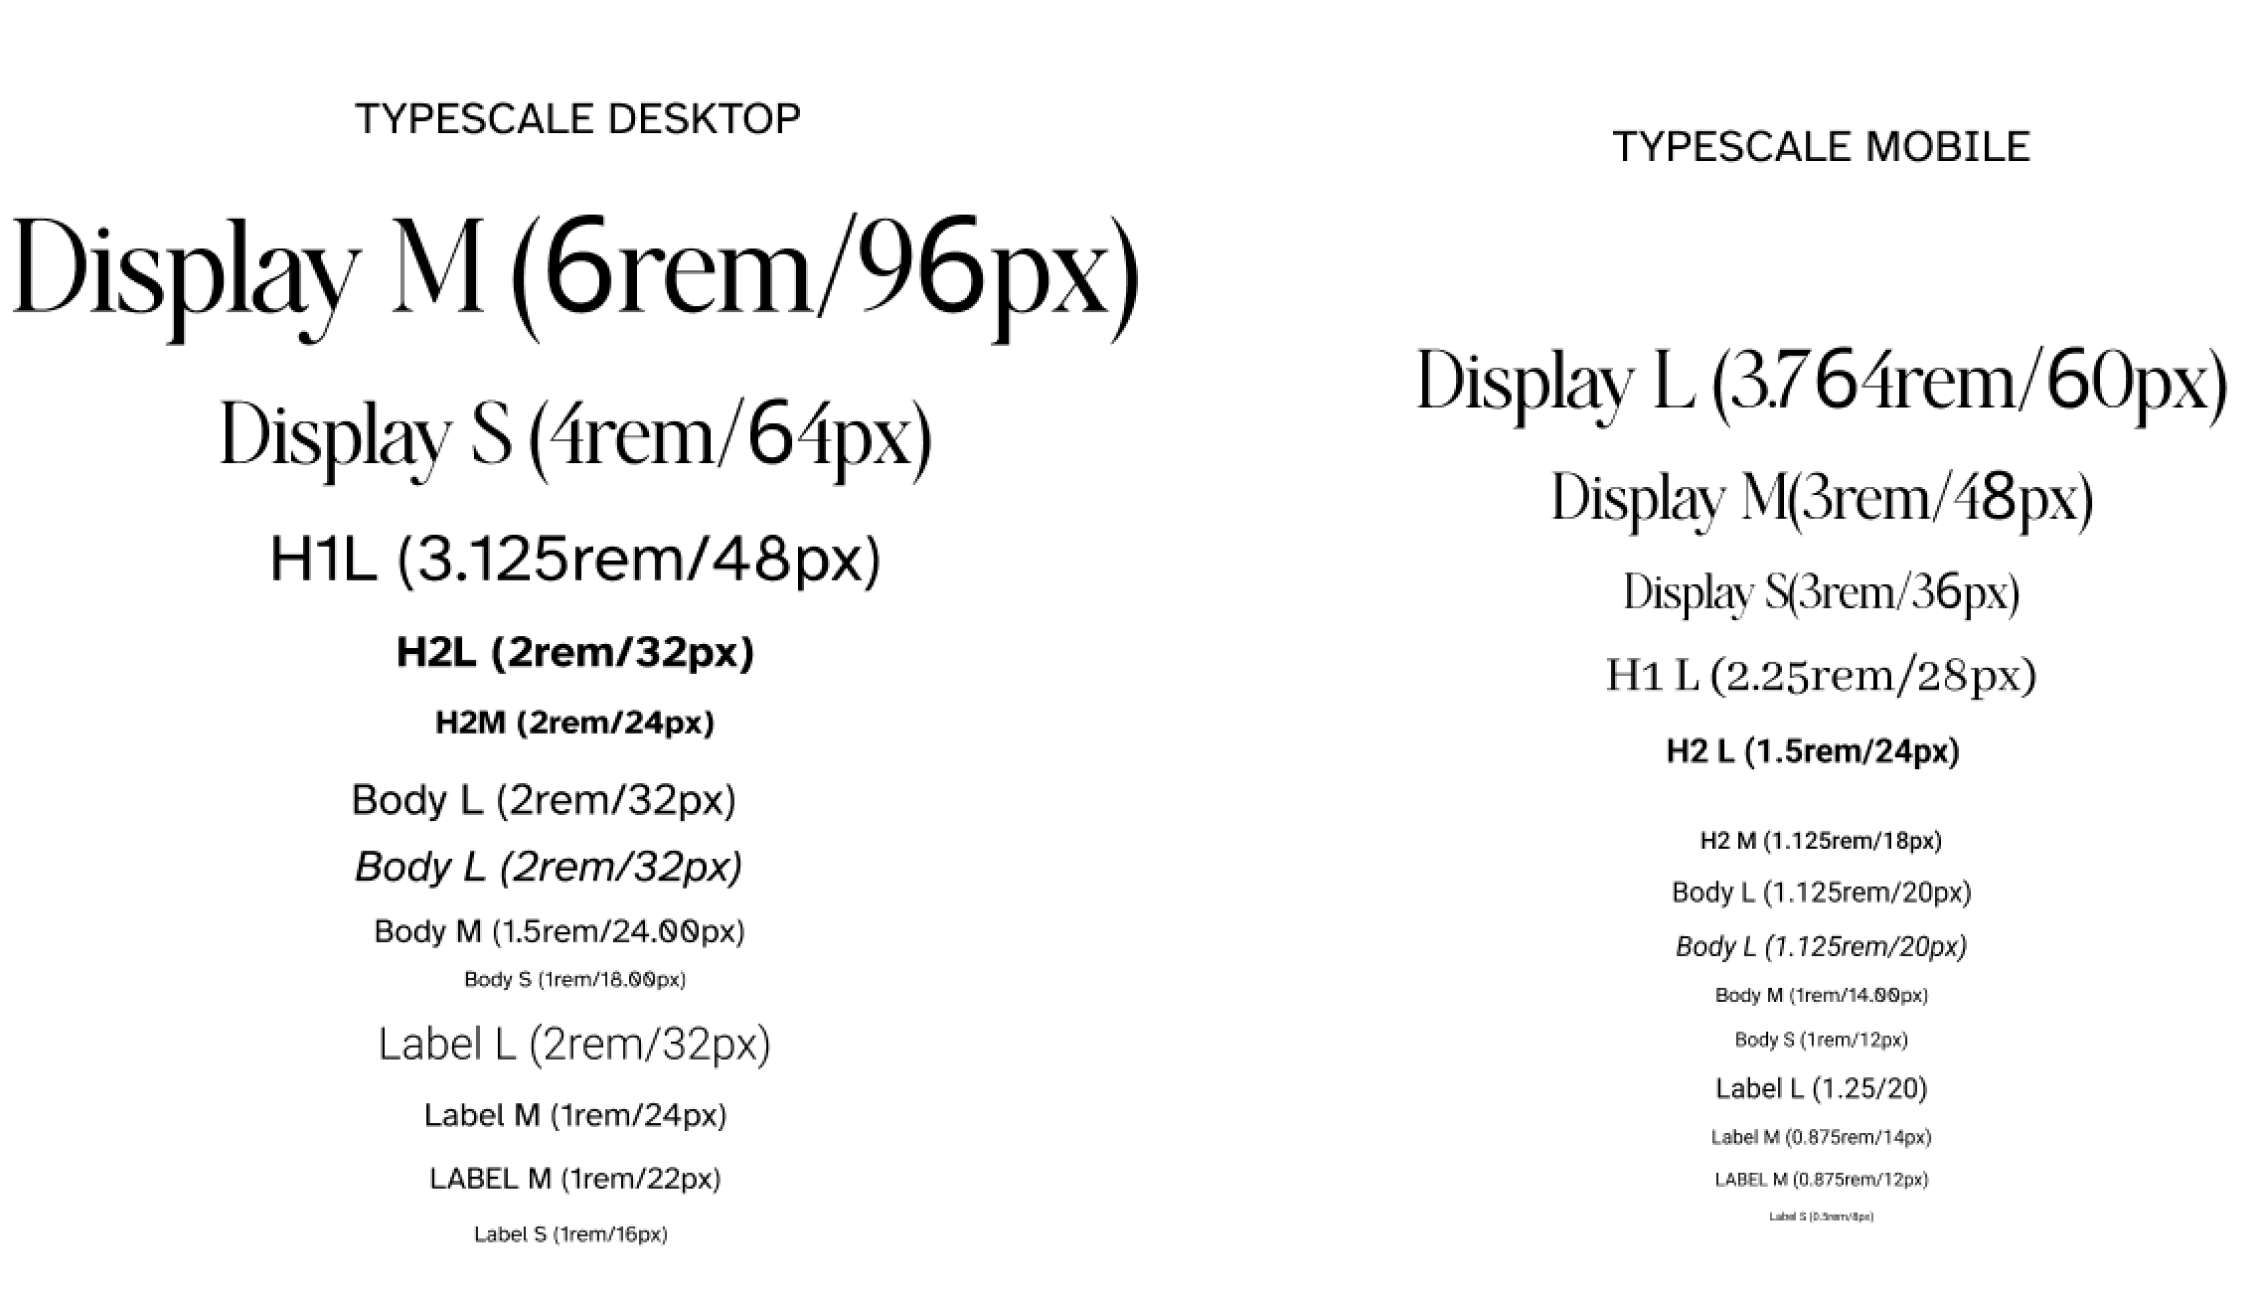 TYPESCALE DESKTOP
Display M (6rem/96px)
Display S (4rem/64px)
H1L (3.125rem/48px)
H2L (2rem/32px)
H2M (2rem/24px)
Body L (2rem/32px)
Body L (2rem/32px)
Body M (1.5rem/24.00px)
Body S (1rem/18.00px)
Label L (2rem/32px)
Label M (1rem/24px)
LABEL M (1rem/22px)
Label S (1rem/16px)
TYPESCALE MOBILE
Display L (3.764rem/60px)
Display M(3rem/48px)
Display S(3rem/36px)
H1 L (2.25rem/28px)
H2 L (1.5rem/24px)
H2 M (1.125rem/18px)
Body L (1.125rem/20px)
Body L (1.125rem/20px)
Body M (1rem/14.00px)
Body S (1rem/12px)
Label L (1.25/20)
Label M (0.875rem/14px)
LABEL M (0.875rem/12px)
Label S (0.5rem/8px)